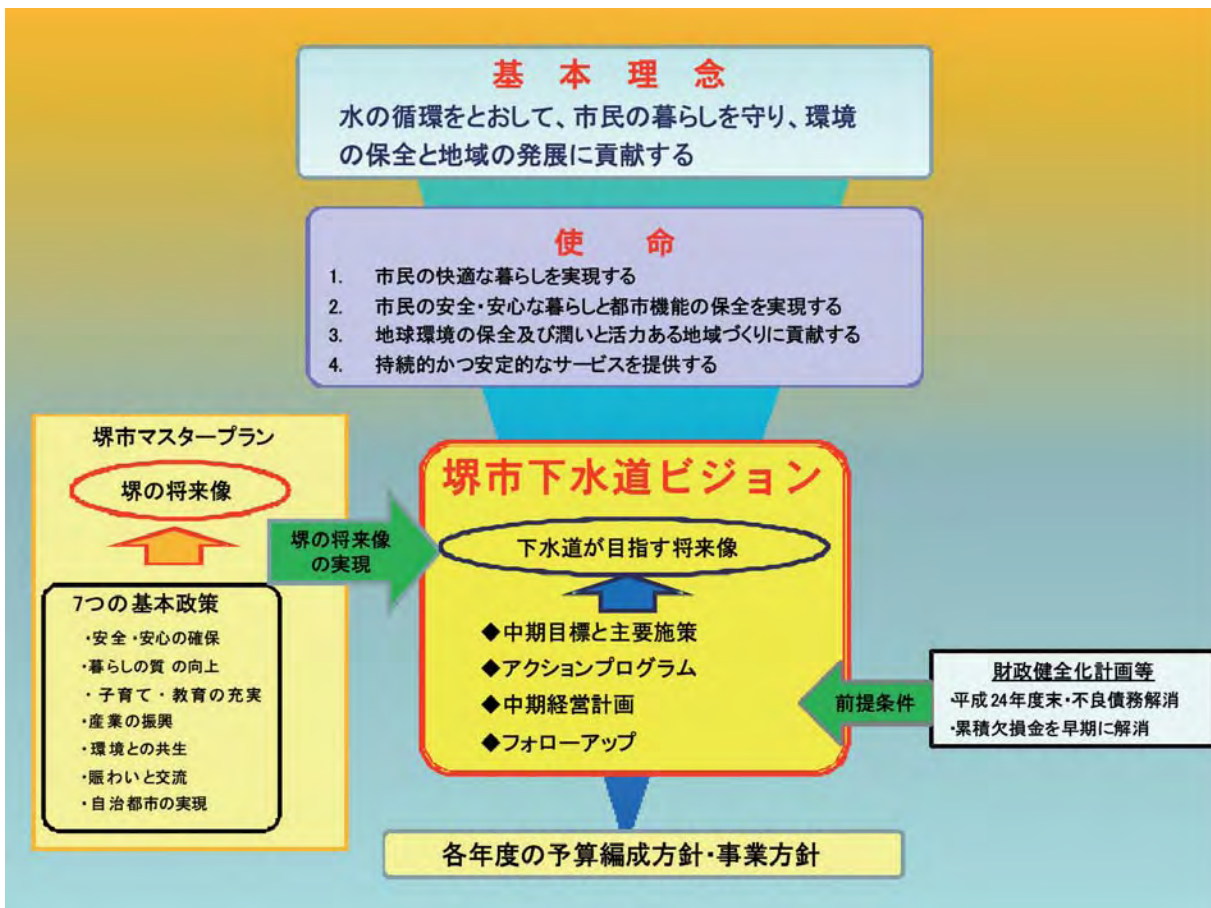 基本理念
水の循環をとおして、市民の暮らしを守り、環境
の保全と地域の発展に貢献する
使命
1. 市民の快適な暮らしを実現する
2. 市民の安全・安心な暮らしと都市機能の保全を実現する
3. 地球環境の保全及び潤いと活力ある地域づくりに貢献する
4. 持続的かつ安定的なサービスを提供する
堺市マスタープラン
堺の将来像
7つの基本政策
・安全・安心の確保
・暮らしの質の向上
・子育て・教育の充実
・産業の振興
・環境との共生
・賑わいと交流
・自治都市の実現
堺の将来像
の実現
堺市下水道ビジョン
下水道が目指す将来像
◆中期目標と主要施策
◆アクションプログラム
◆中期経営計画
◆フォローアップ
前提条件
財政健全化計画等
・平成24年度末・不良債務解消
・累積欠損金を早期に解消
各年度の予算編成方針・事業方針